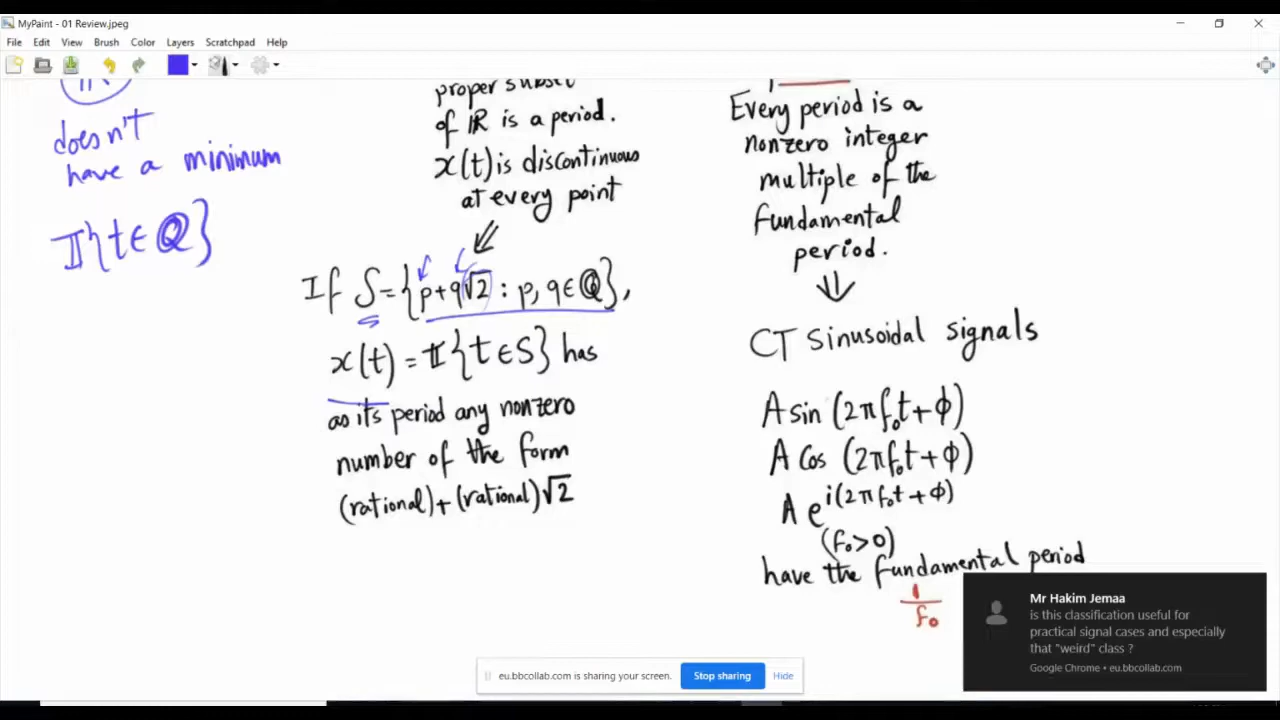 MyPaint - 01 Review.jpeg
File Edit View Brush Color Layers Scratchpad Help
ℝ
doesn't
have a minimum
𝕀{t∈ℚ}
proper subset
of ℝ is a period.
x(t) is discontinuous
at every point
If S={p+q√2 : p, q∈ℚ},
x(t)=𝕀{t∈S} has
as its period any nonzero
number of the form
(rational)+(rational)√2
Every period is a
nonzero integer
multiple of the
fundamental
period.
CT sinusoidal signals
A sin (2πf₀t+ϕ)
A cos (2πf₀t+ϕ)
A e^i(2πf₀t+ϕ)
(f₀>0)
have the fundamental period
1
f₀
Mr Hakim Jemaa
is this classification useful for
practical signal cases and especially
that "weird" class ?
Google Chrome • eu.bbcollab.com
eu.bbcollab.com is sharing your screen. Stop sharing Hide